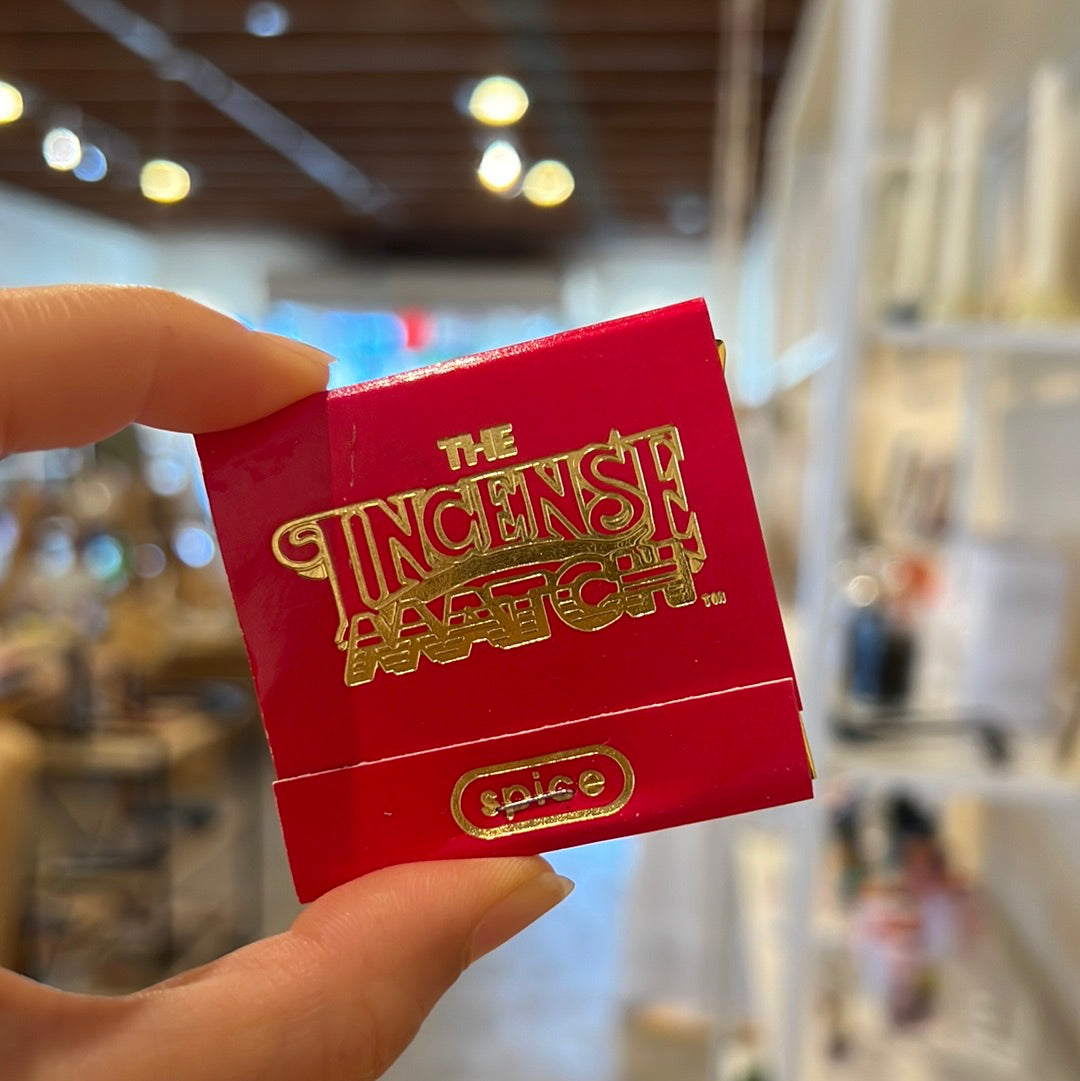 THE
INCENSE
MATCH TM
spice